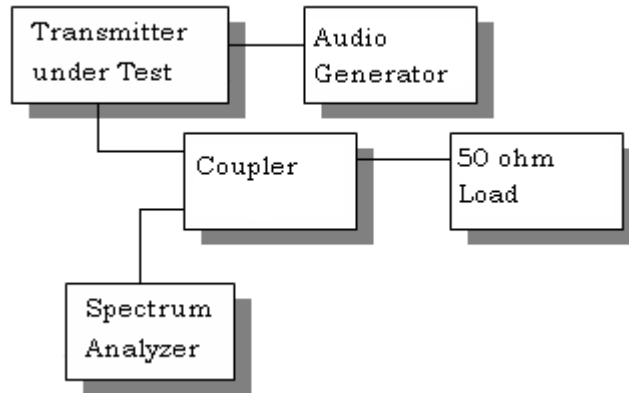 Transmitter
under Test
Audio
Generator
Coupler
50 ohm
Load
Spectrum
Analyzer